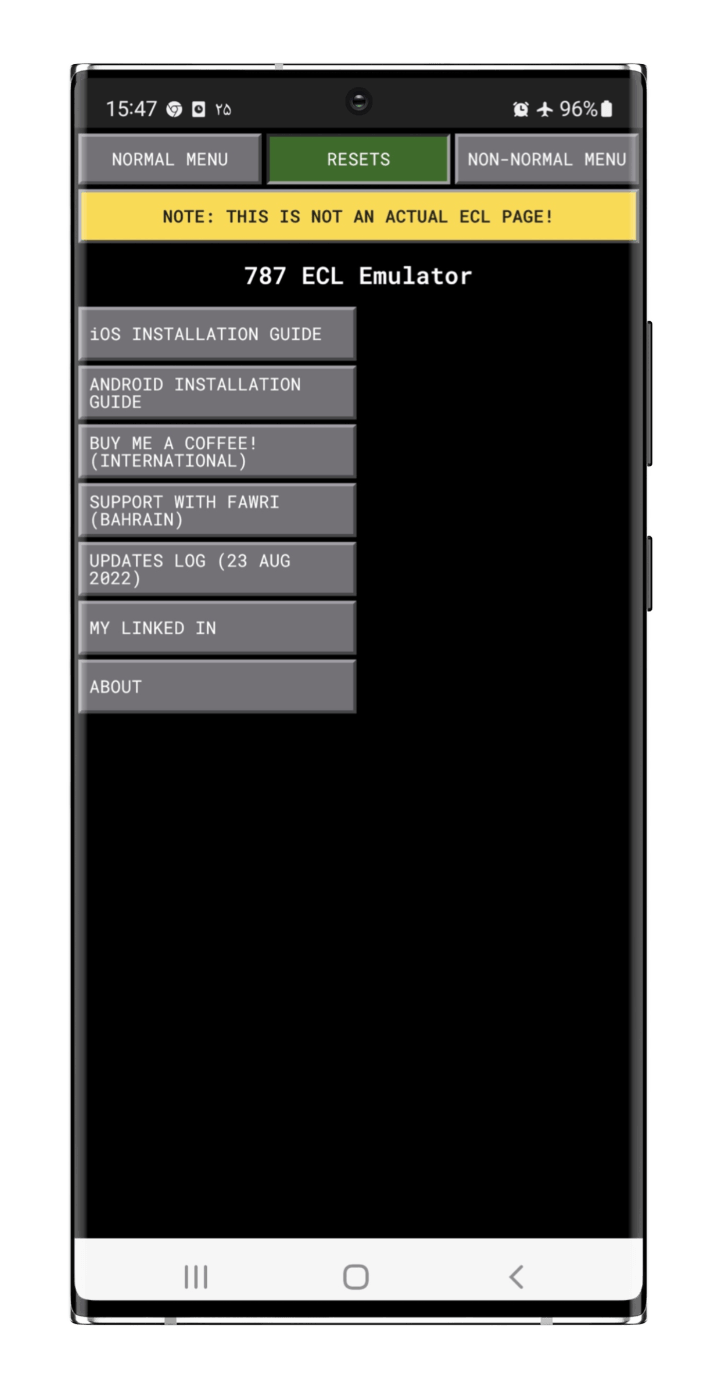 15:47 ۲۵ 96%
NORMAL MENU RESETS NON-NORMAL MENU
NOTE: THIS IS NOT AN ACTUAL ECL PAGE!
787 ECL Emulator
iOS INSTALLATION GUIDE
ANDROID INSTALLATION
GUIDE
BUY ME A COFFEE!
(INTERNATIONAL)
SUPPORT WITH FAWRI
(BAHRAIN)
UPDATES LOG (23 AUG
2022)
MY LINKED IN
ABOUT